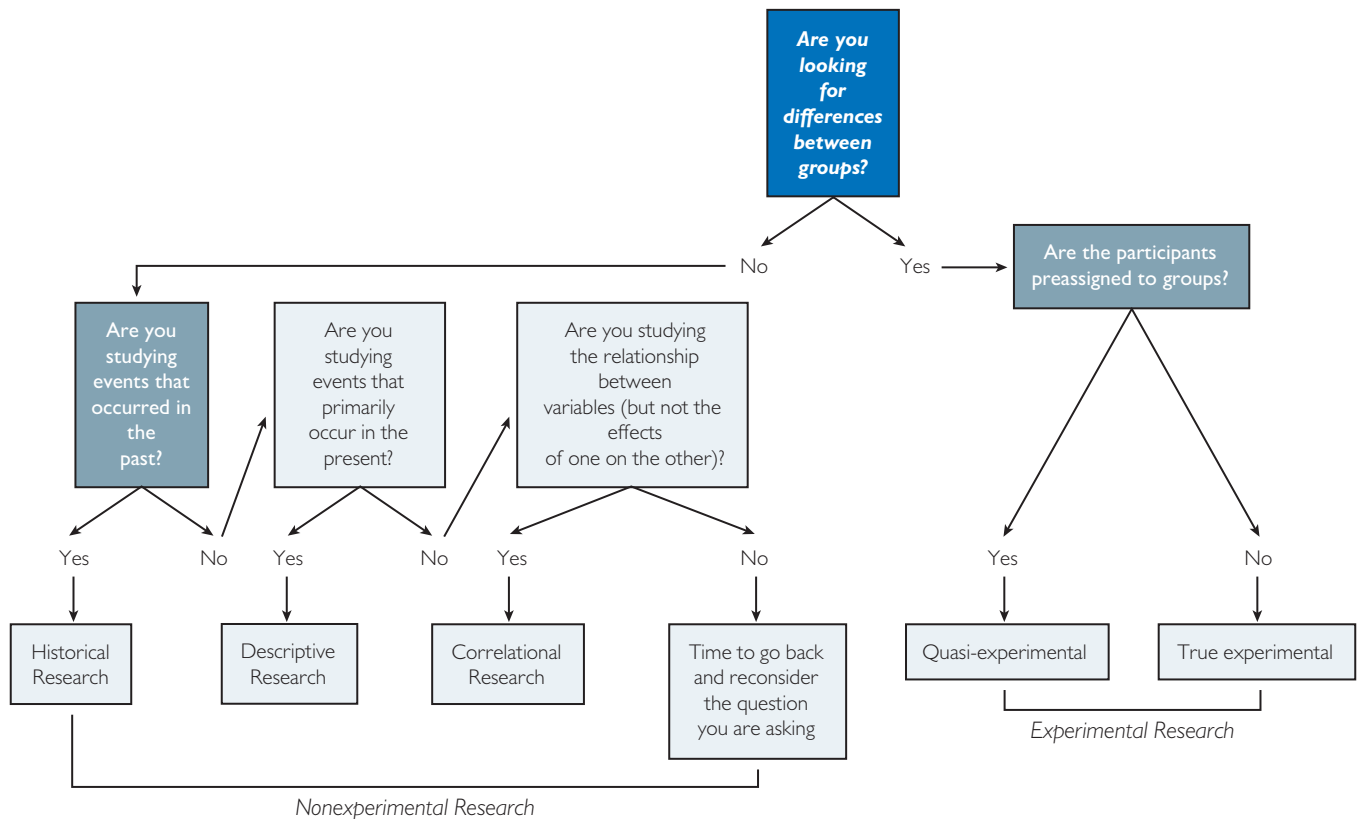 Are you
looking
for
differences
between
groups?
No
Yes
Are the participants
preassigned to groups?
Are you
studying
events that
occurred in
the
past?
Are you
studying
events that
primarily
occur in the
present?
Are you studying
the relationship
between
variables (but not the
effects
of one on the other)?
Yes
No
Yes
No
Yes
No
Yes
No
Historical
Research
Descriptive
Research
Correlational
Research
Time to go back
and reconsider
the question
you are asking
Quasi-experimental
True experimental
Experimental Research
Nonexperimental Research